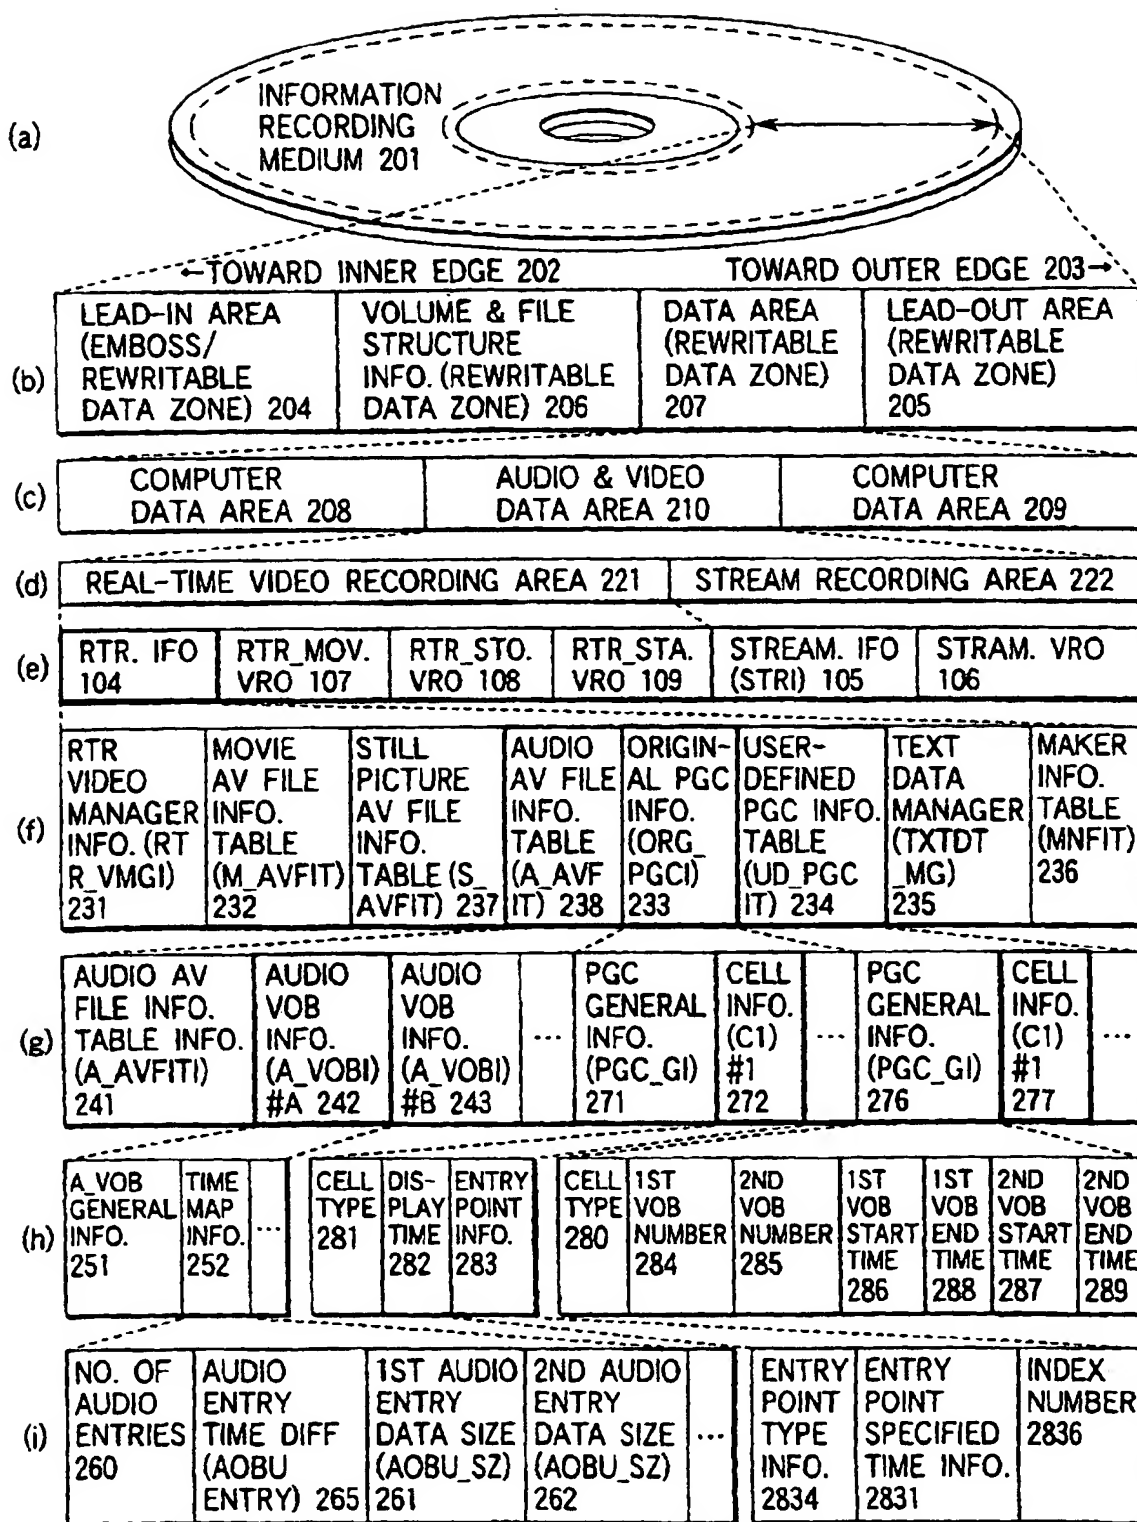 (a)
INFORMATION
RECORDING
MEDIUM 201
←TOWARD INNER EDGE 202
TOWARD OUTER EDGE 203→
(b)
LEAD-IN AREA
(EMBOSS/
REWRITABLE
DATA ZONE) 204
VOLUME & FILE
STRUCTURE
INFO. (REWRITABLE
DATA ZONE) 206
DATA AREA
(REWRITABLE
DATA ZONE)
207
LEAD-OUT AREA
(REWRITABLE
DATA ZONE)
205
(c)
COMPUTER
DATA AREA 208
AUDIO & VIDEO
DATA AREA 210
COMPUTER
DATA AREA 209
(d)
REAL-TIME VIDEO RECORDING AREA 221
STREAM RECORDING AREA 222
(e)
RTR. IFO
104
RTR_MOV.
VRO 107
RTR_STO.
VRO 108
RTR_STA.
VRO 109
STREAM. IFO
(STRI) 105
STRAM. VRO
106
(f)
RTR
VIDEO
MANAGER
INFO. (RT
R_VMGI)
231
MOVIE
AV FILE
INFO.
TABLE
(M_AVFIT)
232
STILL
PICTURE
AV FILE
INFO.
TABLE (S_
AVFIT) 237
AUDIO
AV FILE
INFO.
TABLE
(A_AVF
IT) 238
ORIGIN-
AL PGC
INFO.
(ORG_
PGCI)
233
USER-
DEFINED
PGC INFO.
TABLE
(UD_PGC
IT) 234
TEXT
DATA
MANAGER
(TXTDT
_MG)
235
MAKER
INFO.
TABLE
(MNFIT)
236
(g)
AUDIO AV
FILE INFO.
TABLE INFO.
(A_AVFITI)
241
AUDIO
VOB
INFO.
(A_VOBI)
#A 242
AUDIO
VOB
INFO.
(A_VOBI)
#B 243
...
PGC
GENERAL
INFO.
(PGC_GI)
271
CELL
INFO.
(C1)
#1
272
...
PGC
GENERAL
INFO.
(PGC_GI)
276
CELL
INFO.
(C1)
#1
277
...
(h)
A_VOB
GENERAL
INFO.
251
TIME
MAP
INFO.
252
...
CELL
TYPE
281
DIS-
PLAY
TIME
282
ENTRY
POINT
INFO.
283
CELL
TYPE
280
1ST
VOB
NUMBER
284
2ND
VOB
NUMBER
285
1ST
VOB
START
TIME
286
1ST
VOB
END
TIME
288
2ND
VOB
START
TIME
287
2ND
VOB
END
TIME
289
(i)
NO. OF
AUDIO
ENTRIES
260
AUDIO
ENTRY
TIME DIFF
(AOBU
ENTRY) 265
1ST AUDIO
ENTRY
DATA SIZE
(AOBU_SZ)
261
2ND AUDIO
ENTRY
DATA SIZE
(AOBU_SZ)
262
...
ENTRY
POINT
TYPE
INFO.
2834
ENTRY
POINT
SPECIFIED
TIME INFO.
2831
INDEX
NUMBER
2836